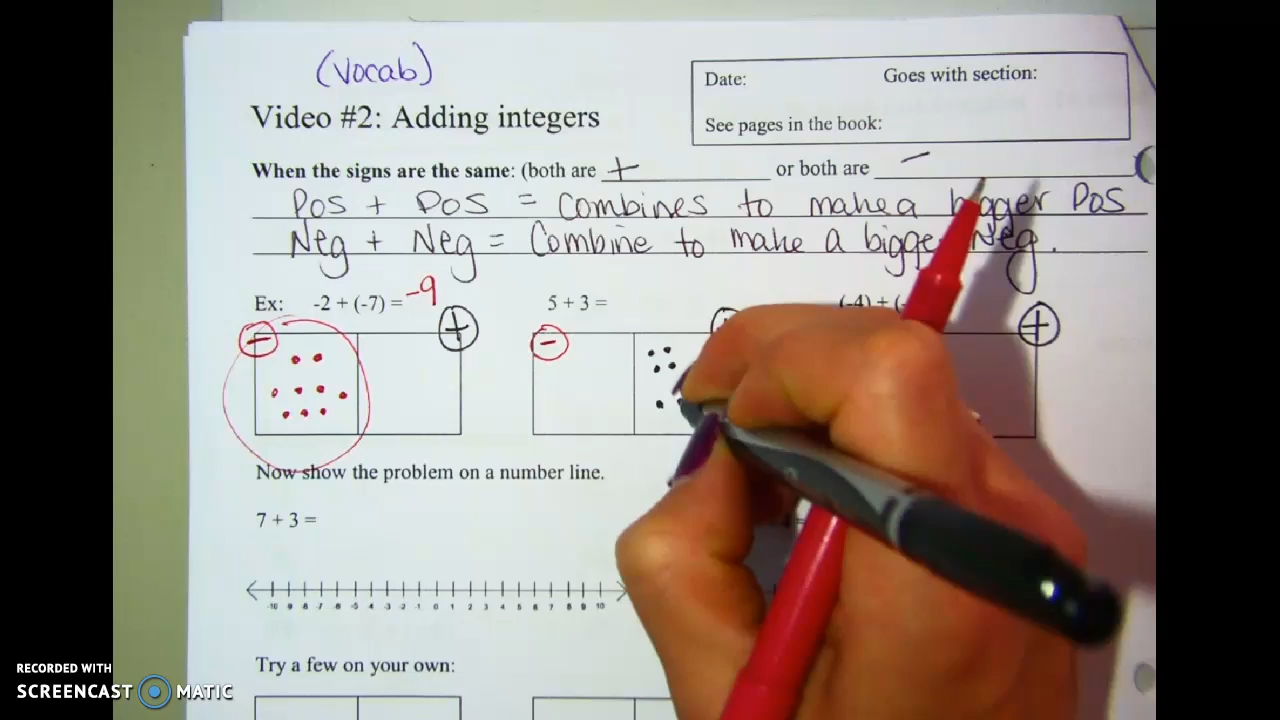 (Vocab)
Date:
Goes with section:
Video #2: Adding integers
See pages in the book:
When the signs are the same: (both are + or both are –
Pos + Pos = combines to make a bigger Pos
Neg + Neg = Combine to make a bigger Neg.
Ex: -2 + (-7) = -9
5 + 3 =
(-4) + (-
– +
– +
+
Now show the problem on a number line.
7 + 3 =
-10 -9 -8 -7 -6 -5 -4 -3 -2 -1 0 1 2 3 4 5 6 7 8 9 10
Try a few on your own:
RECORDED WITH
SCREENCAST MATIC